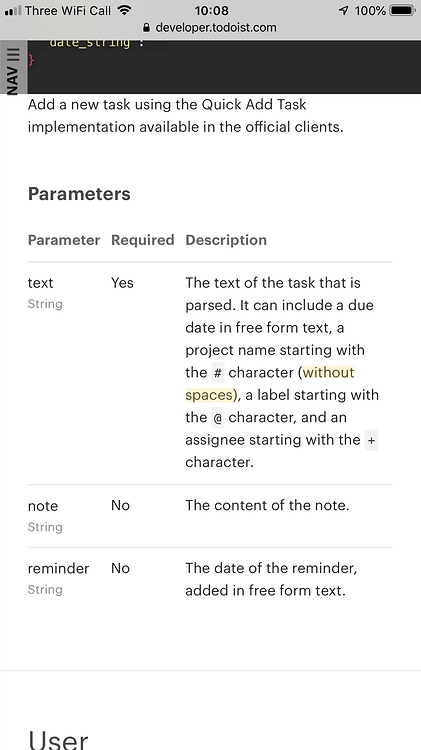 Three WiFi Call 10:08 100%
developer.todoist.com
date_string":
}
NAV
Add a new task using the Quick Add Task
implementation available in the official clients.
Parameters
Parameter Required Description
text Yes The text of the task that is
String parsed. It can include a due
date in free form text, a
project name starting with
the # character (without
spaces), a label starting with
the @ character, and an
assignee starting with the +
character.
note No The content of the note.
String
reminder No The date of the reminder,
String added in free form text.
User